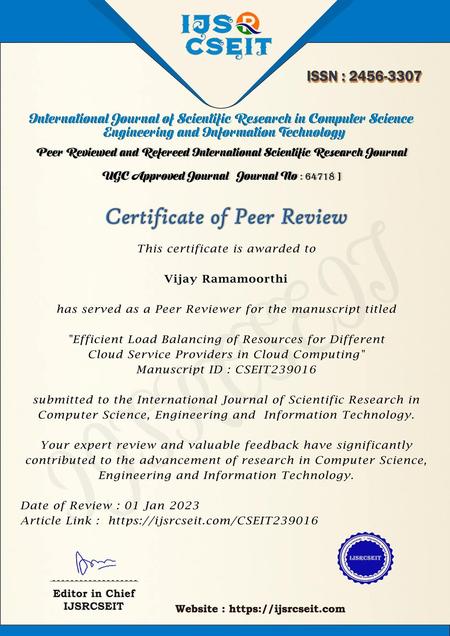 IJSR
CSEIT
ISSN : 2456-3307
International Journal of Scientific Research in Computer Science
Engineering and Information Technology
Peer Reviewed and Refereed International Scientific Research Journal
UGC Approved Journal Journal No : 64718 ]
Certificate of Peer Review
This certificate is awarded to
Vijay Ramamoorthi
has served as a Peer Reviewer for the manuscript titled
"Efficient Load Balancing of Resources for Different
Cloud Service Providers in Cloud Computing"
Manuscript ID : CSEIT239016
submitted to the International Journal of Scientific Research in
Computer Science, Engineering and Information Technology.
Your expert review and valuable feedback have significantly
contributed to the advancement of research in Computer Science,
Engineering and Information Technology.
Date of Review : 01 Jan 2023
Article Link : https://ijsrcseit.com/CSEIT239016
IJSRCSEIT
Editor in Chief
IJSRCSEIT
Website : https://ijsrcseit.com